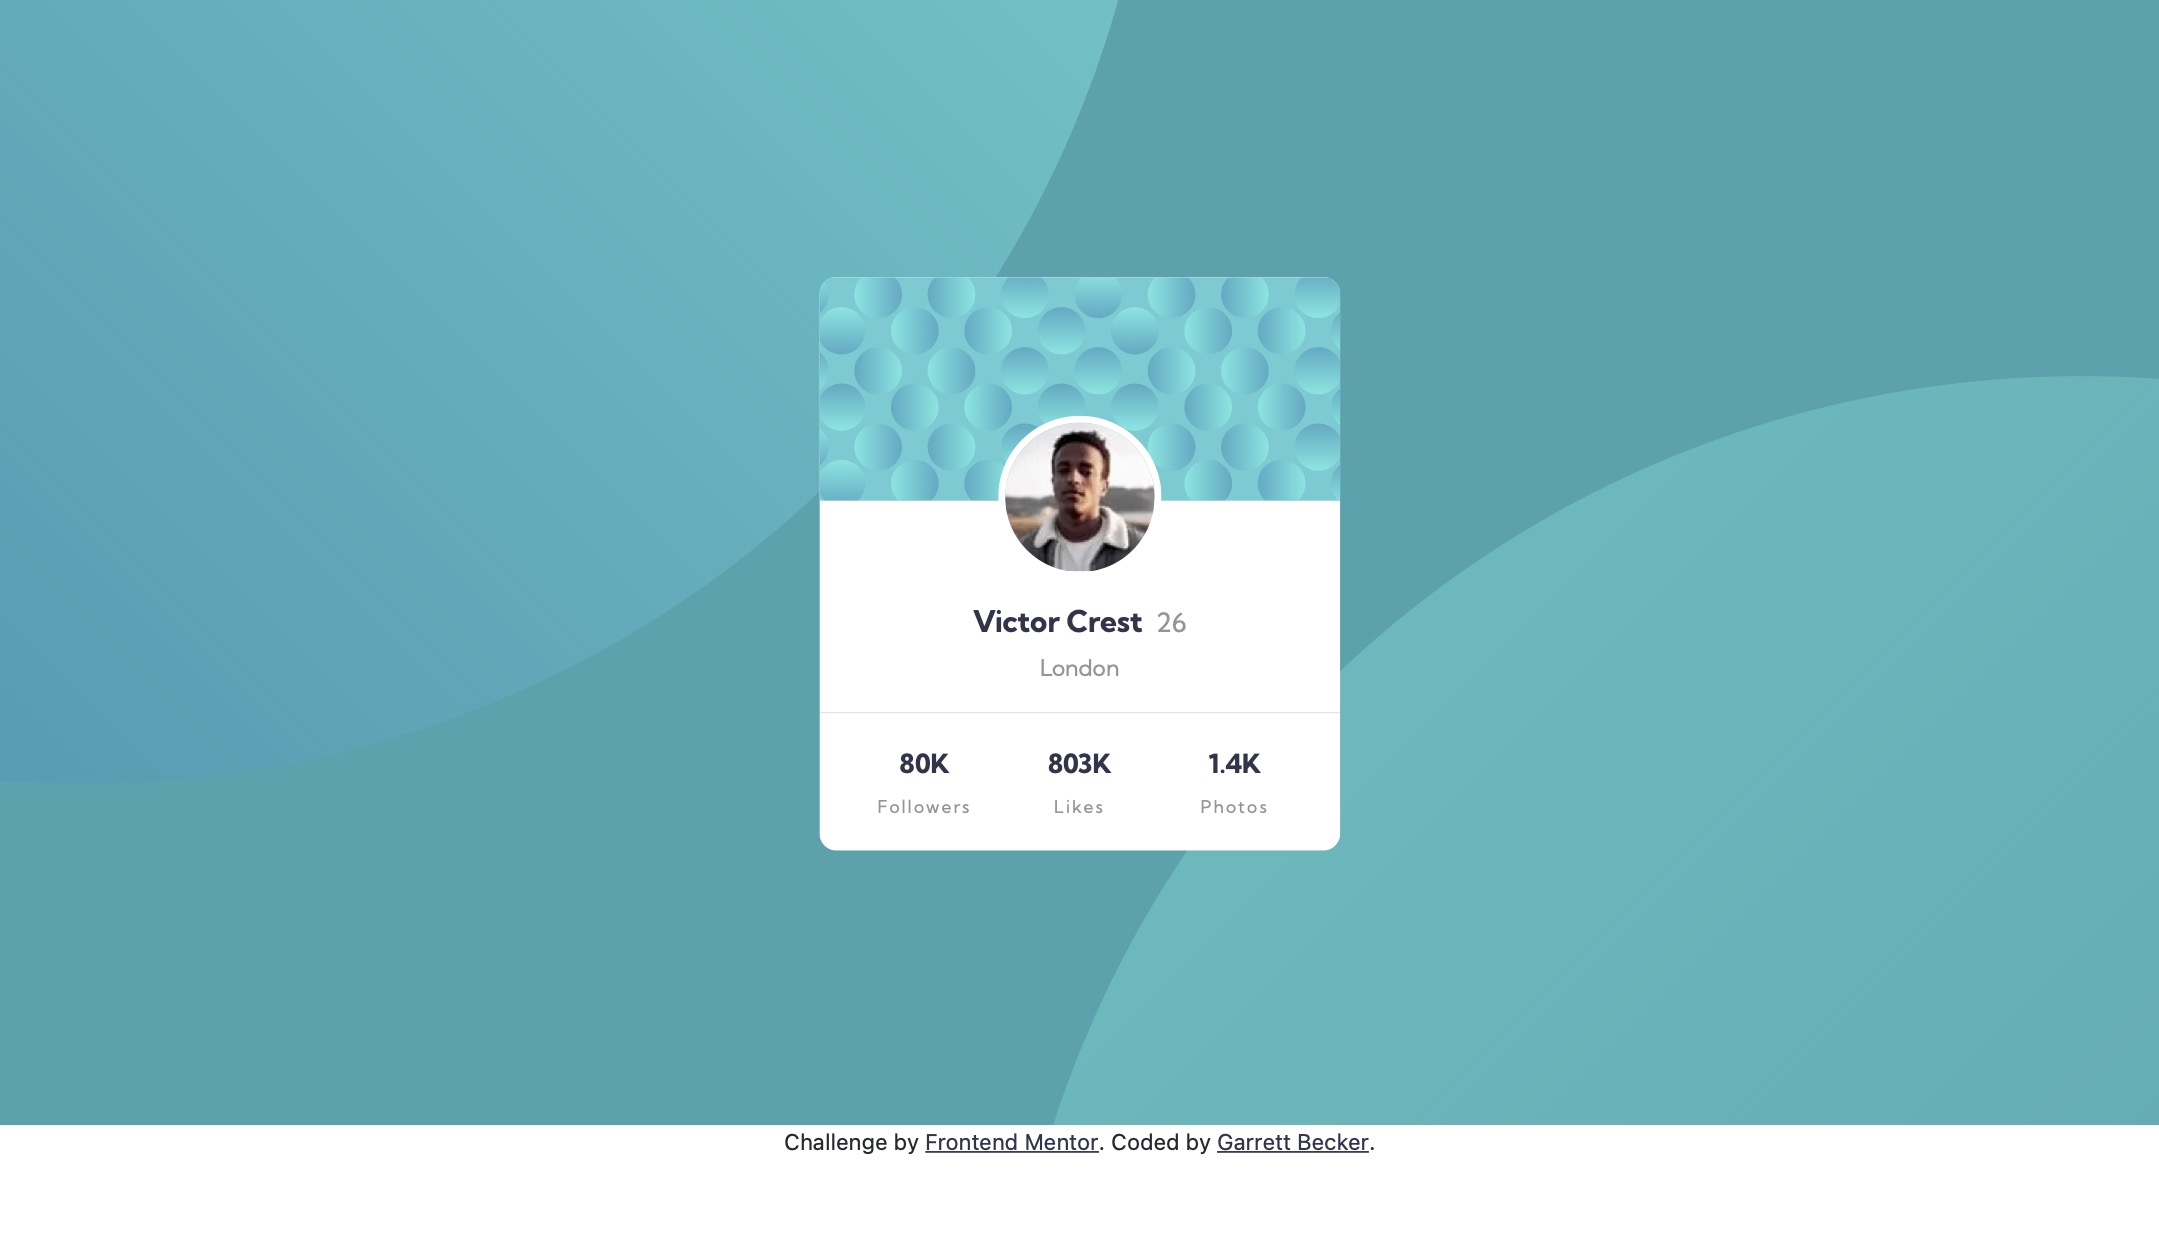 Victor Crest 26
London
80K 803K 1.4K
Followers Likes Photos
Challenge by Frontend Mentor. Coded by Garrett Becker.